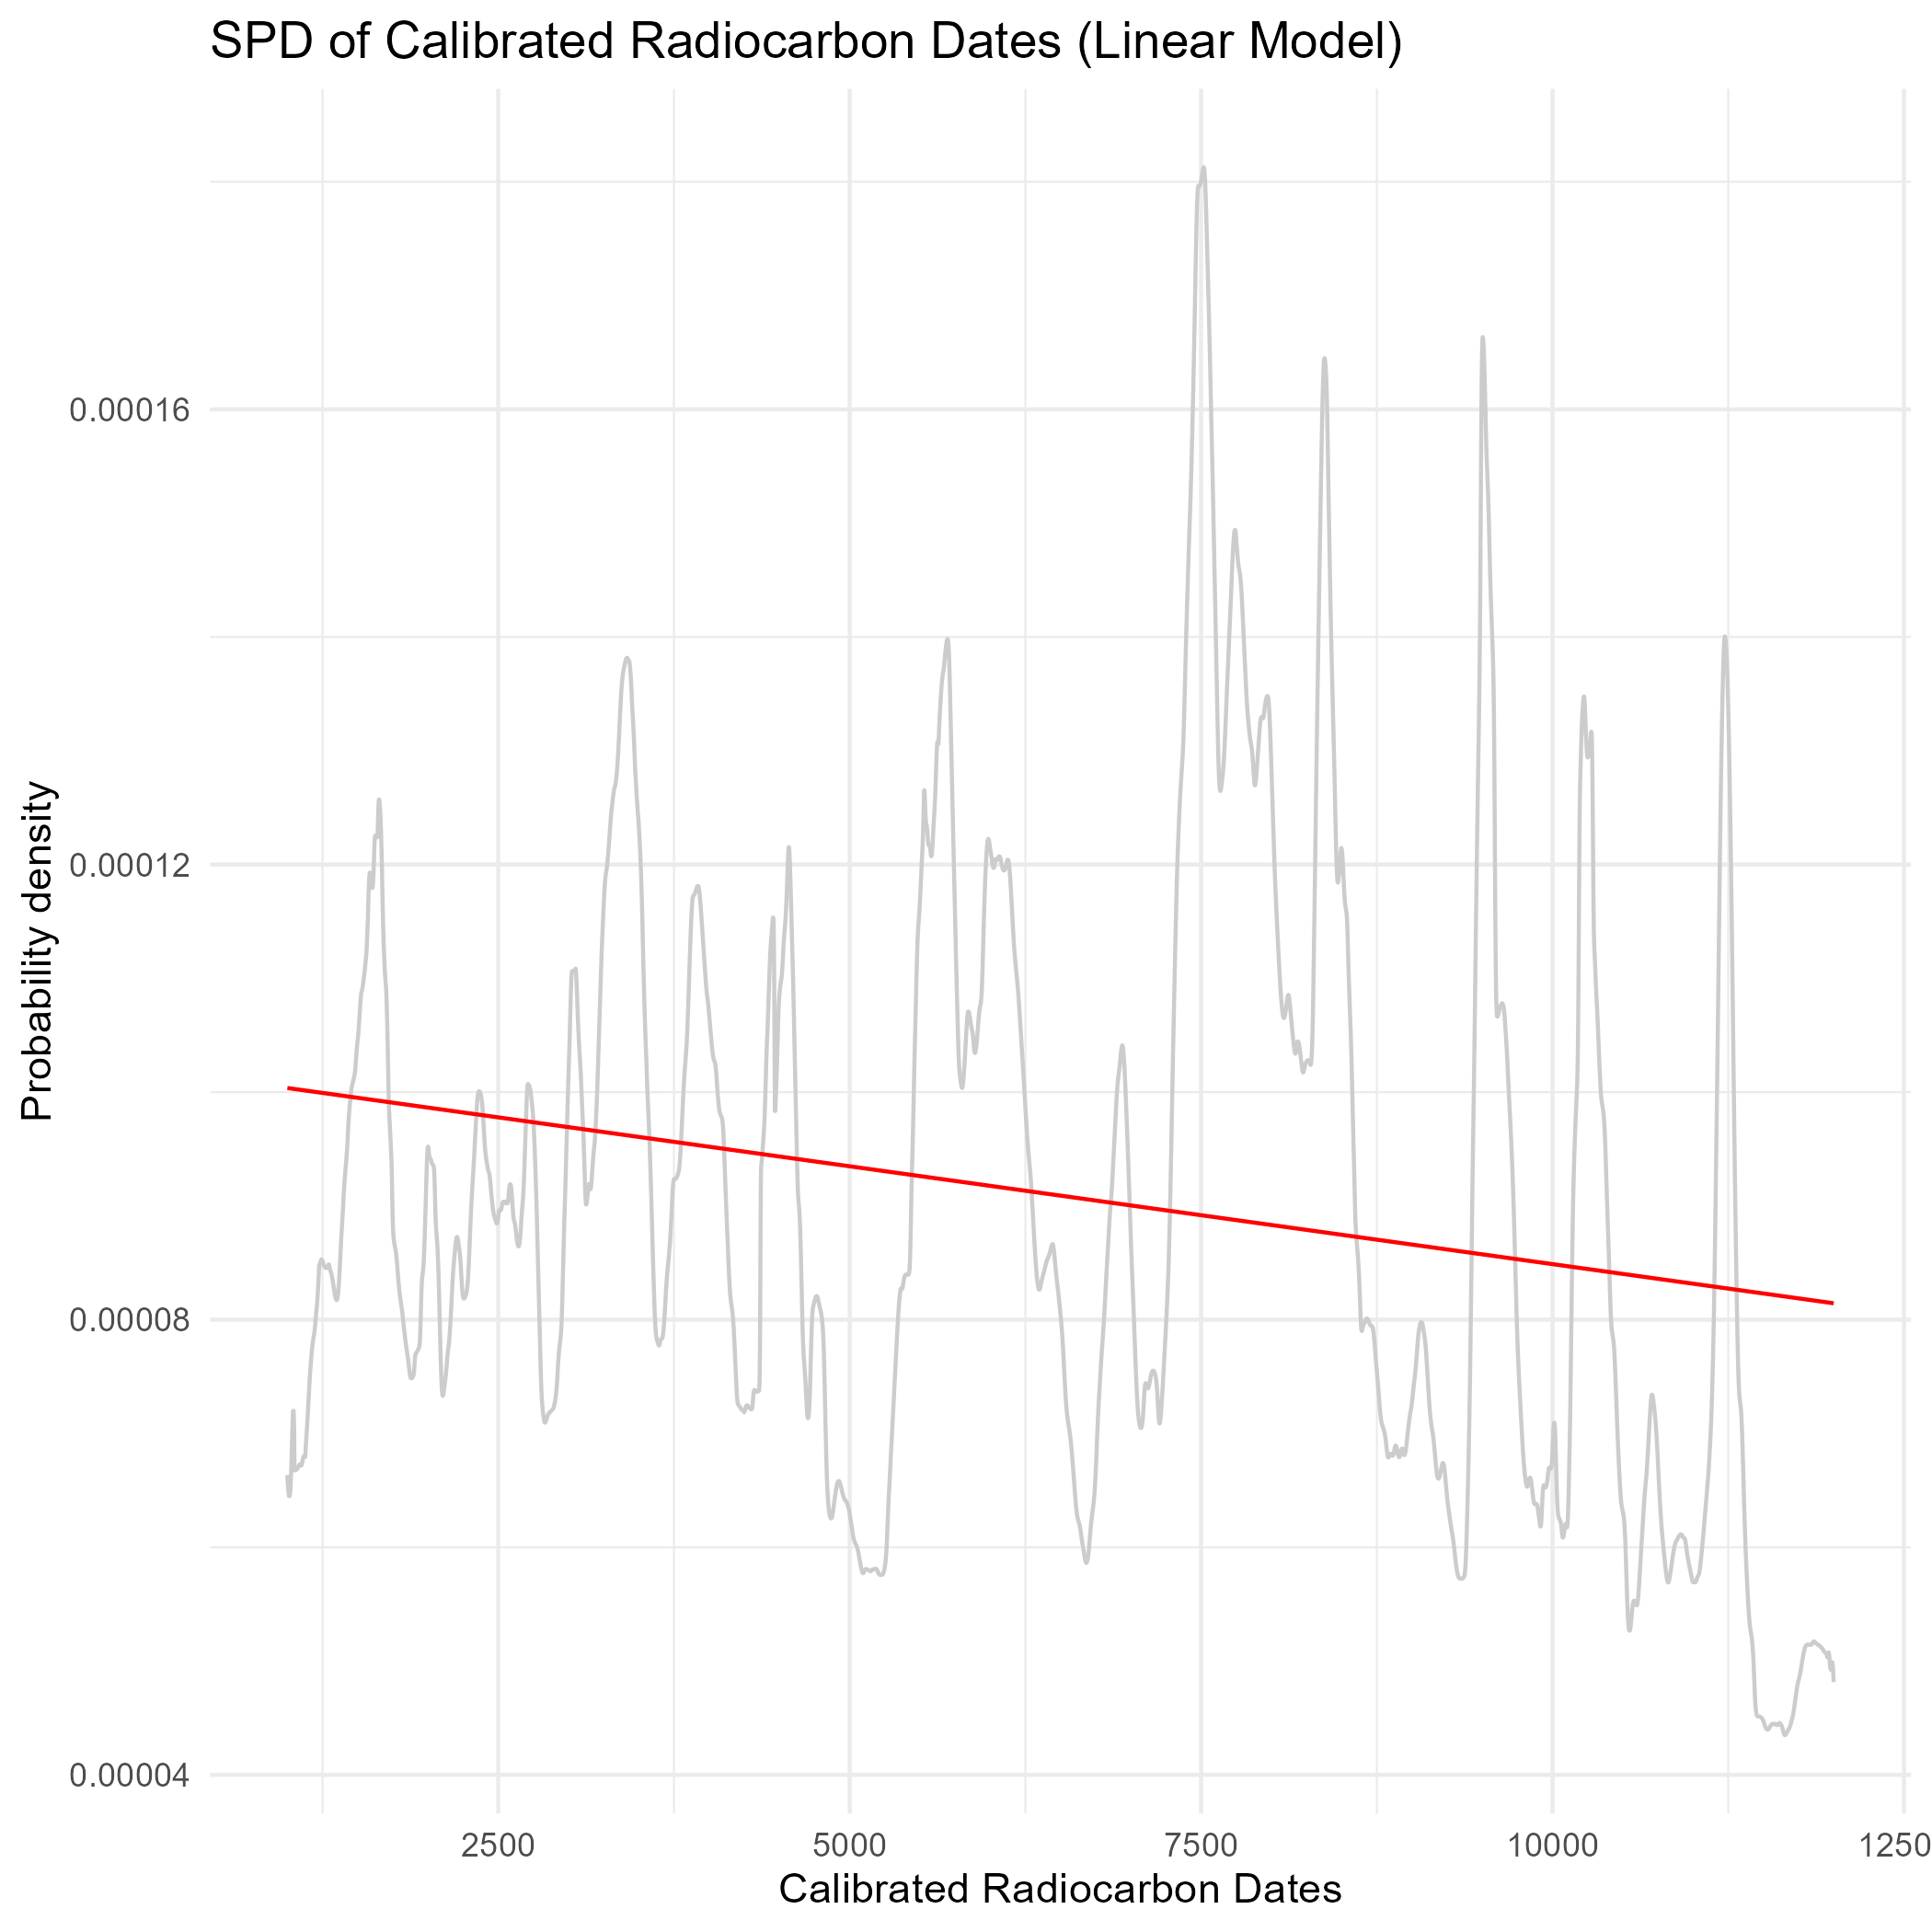 SPD of Calibrated Radiocarbon Dates (Linear Model)
Probability density
0.00016
0.00012
0.00008
0.00004
2500 5000 7500 10000 1250
Calibrated Radiocarbon Dates